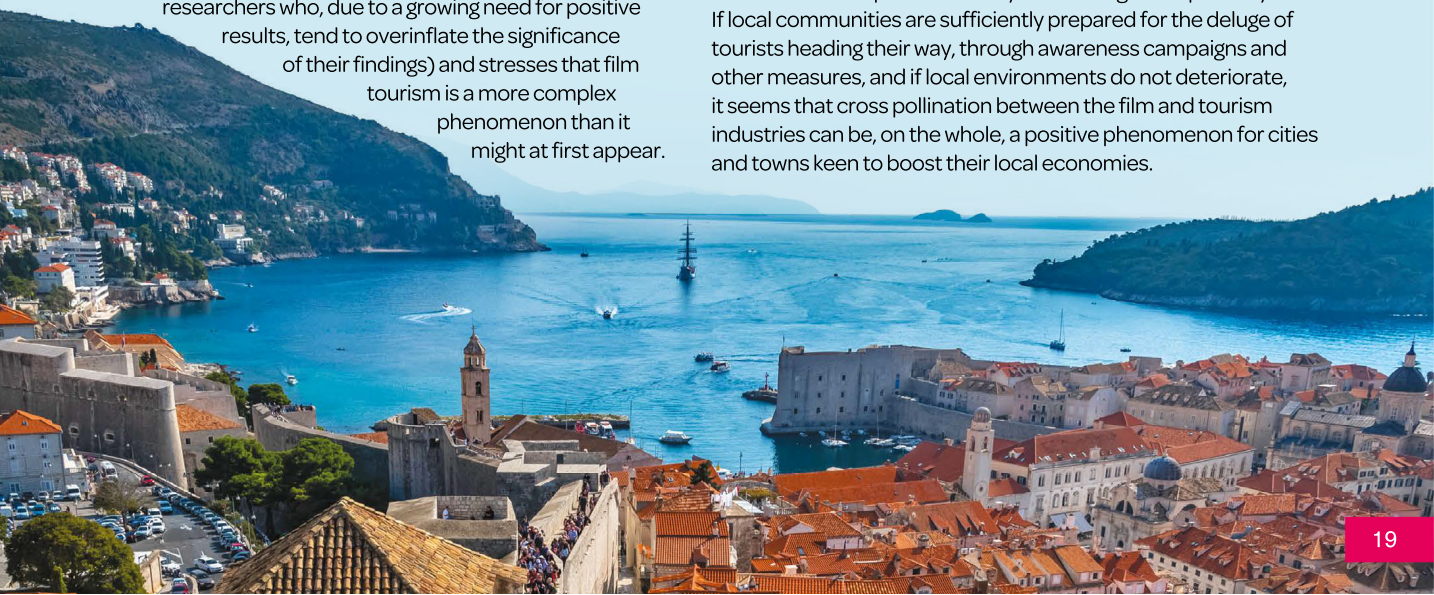 researchers who, due to a growing need for positive
results, tend to overinflate the significance
of their findings) and stresses that film
tourism is a more complex
phenomenon than it
might at first appear.
If local communities are sufficiently prepared for the deluge of
tourists heading their way, through awareness campaigns and
other measures, and if local environments do not deteriorate,
it seems that cross pollination between the film and tourism
industries can be, on the whole, a positive phenomenon for cities
and towns keen to boost their local economies.
19